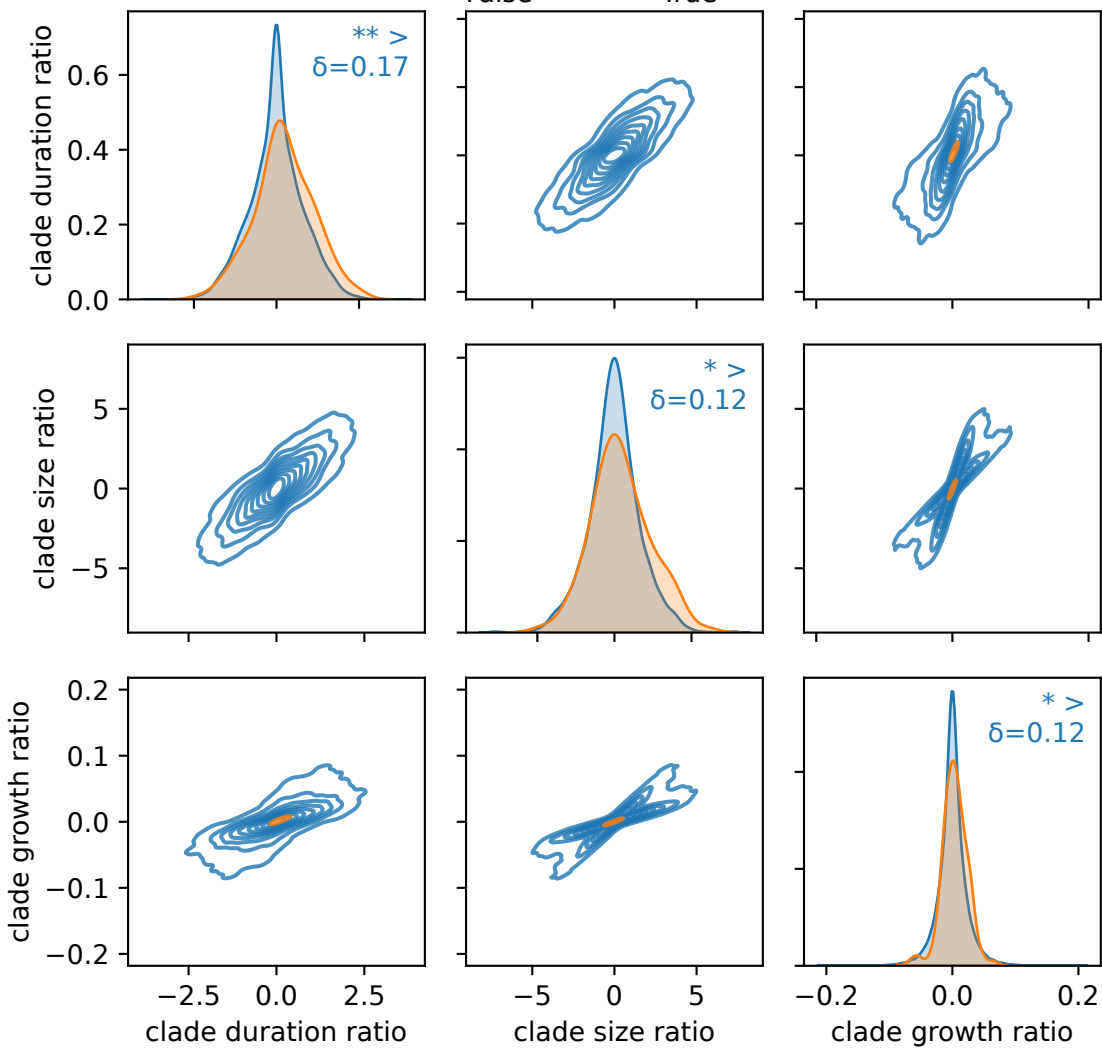 clade duration ratio
0.6
0.4
0.2
0.0
** >
δ=0.17
clade size ratio
5
0
−5
* >
δ=0.12
clade growth ratio
0.2
0.1
0.0
−0.1
−0.2
* >
δ=0.12
−2.5 0.0 2.5
−5 0 5
−0.2 0.0 0.2
clade duration ratio
clade size ratio
clade growth ratio